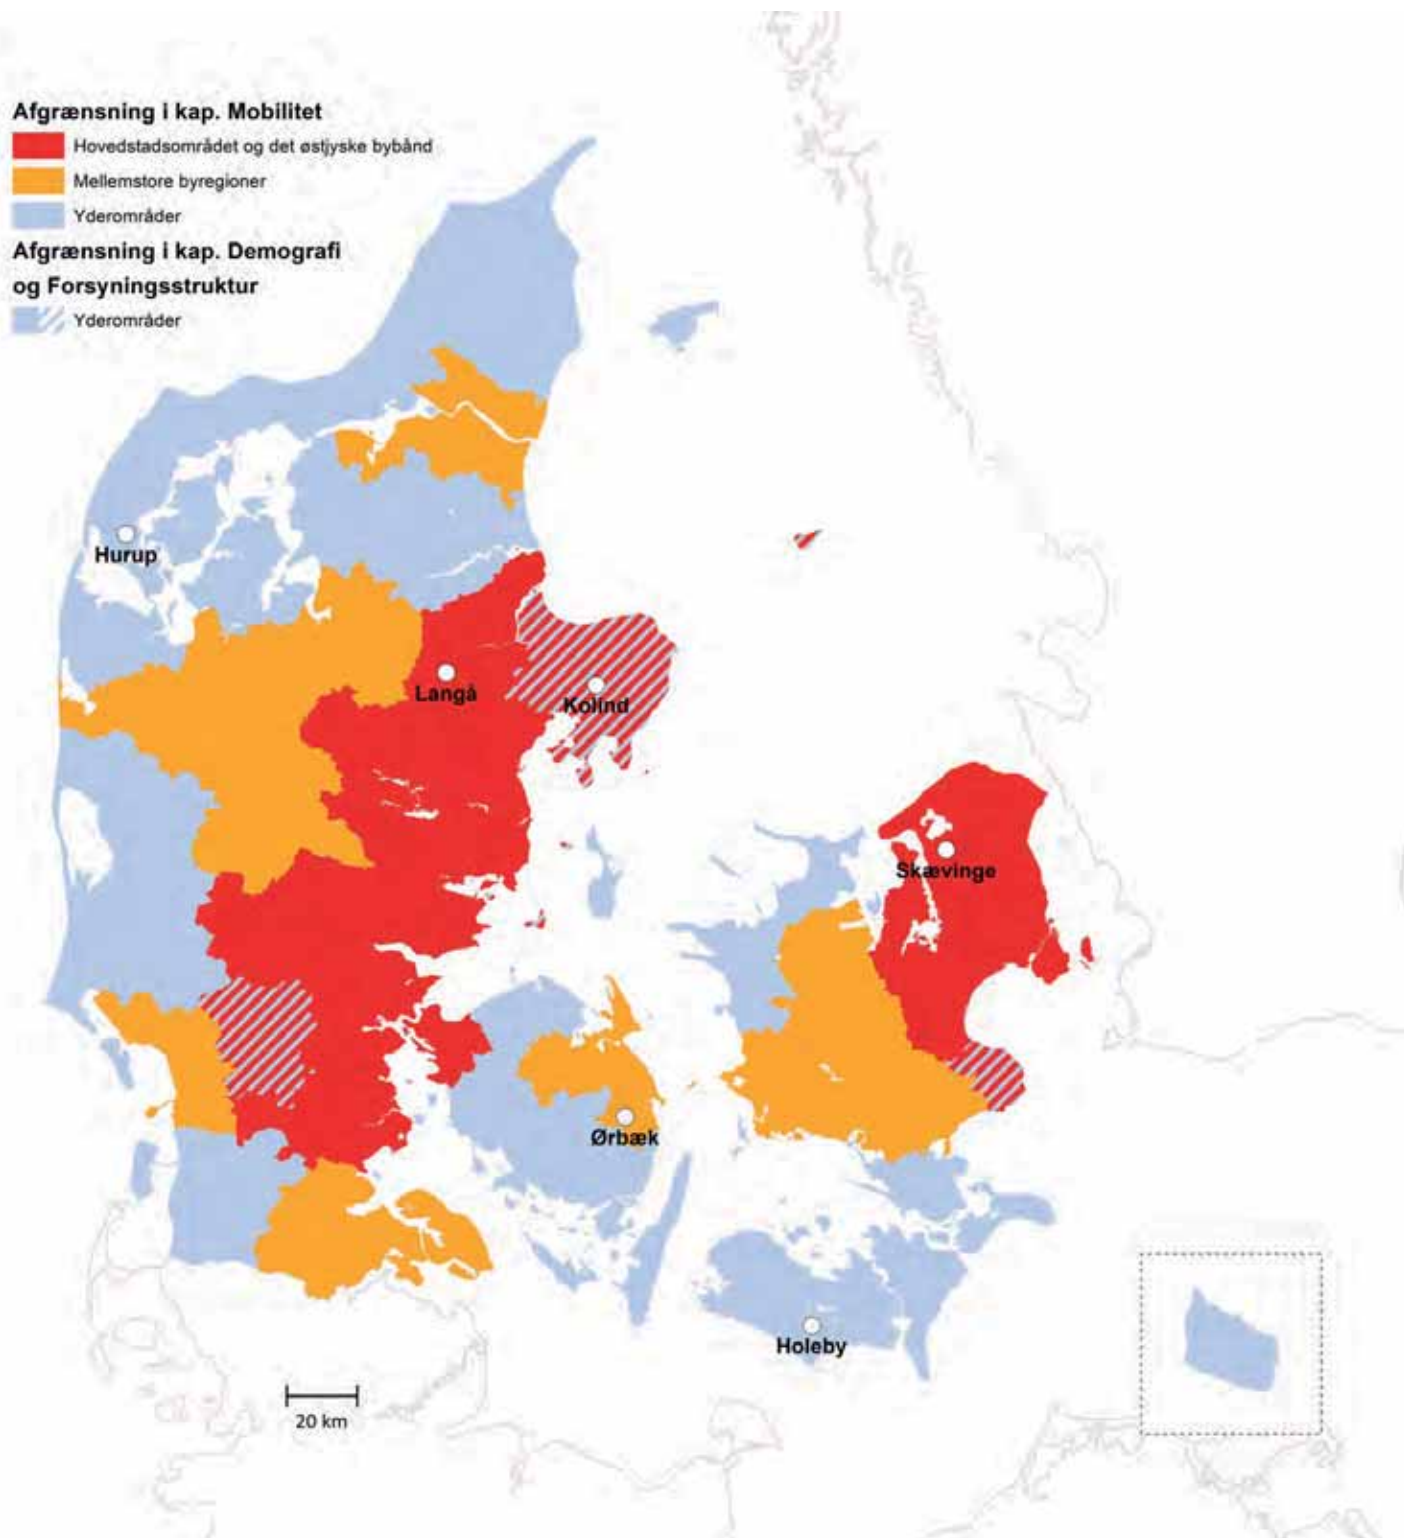 Afgrænsning i kap. Mobilitet
Hovedstadsområdet og det østjyske bybånd
Mellemstore byregioner
Yderområder
Afgrænsning i kap. Demografi
og Forsyningsstruktur
Yderområder
Hurup
Langå
Kolind
Skævinge
Ørbæk
Holeby
20 km